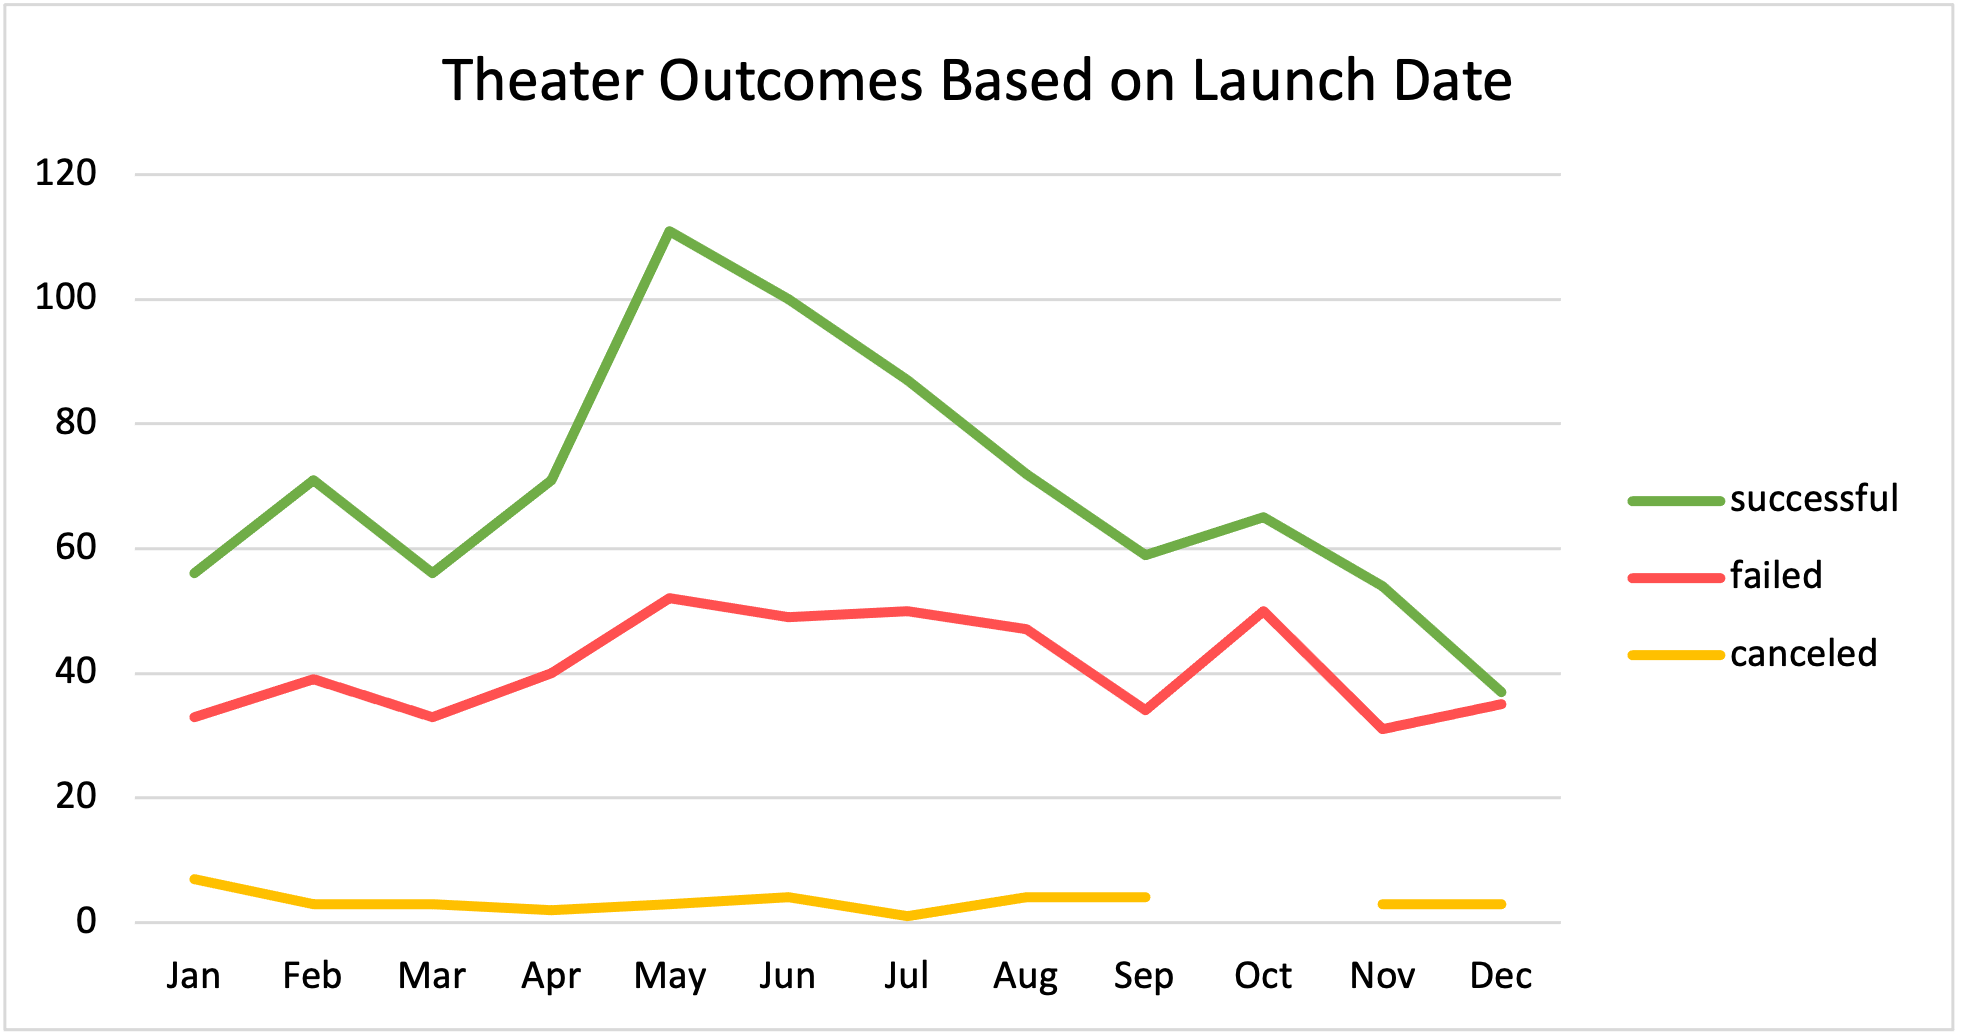 Theater Outcomes Based on Launch Date
120
100
80
60
40
20
0
Jan Feb Mar Apr May Jun Jul Aug Sep Oct Nov Dec
successful
failed
canceled